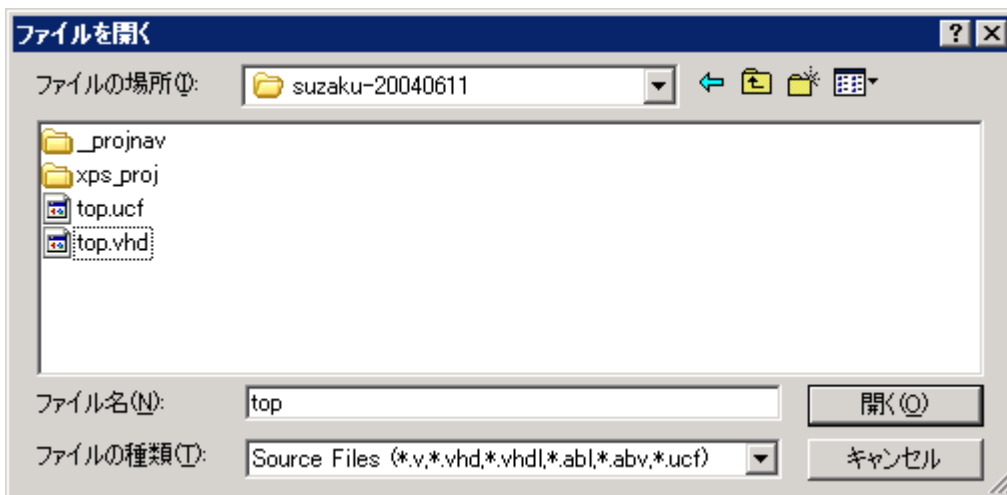 ファイルを開く
ファイルの場所(I): suzaku-20040611
_projnav
xps_proj
top.ucf
top.vhd
ファイル名(N): top 開く(O)
ファイルの種類(T): Source Files (*.v,*.vhd,*.vhdl,*.abl,*.abv,*.ucf) キャンセル